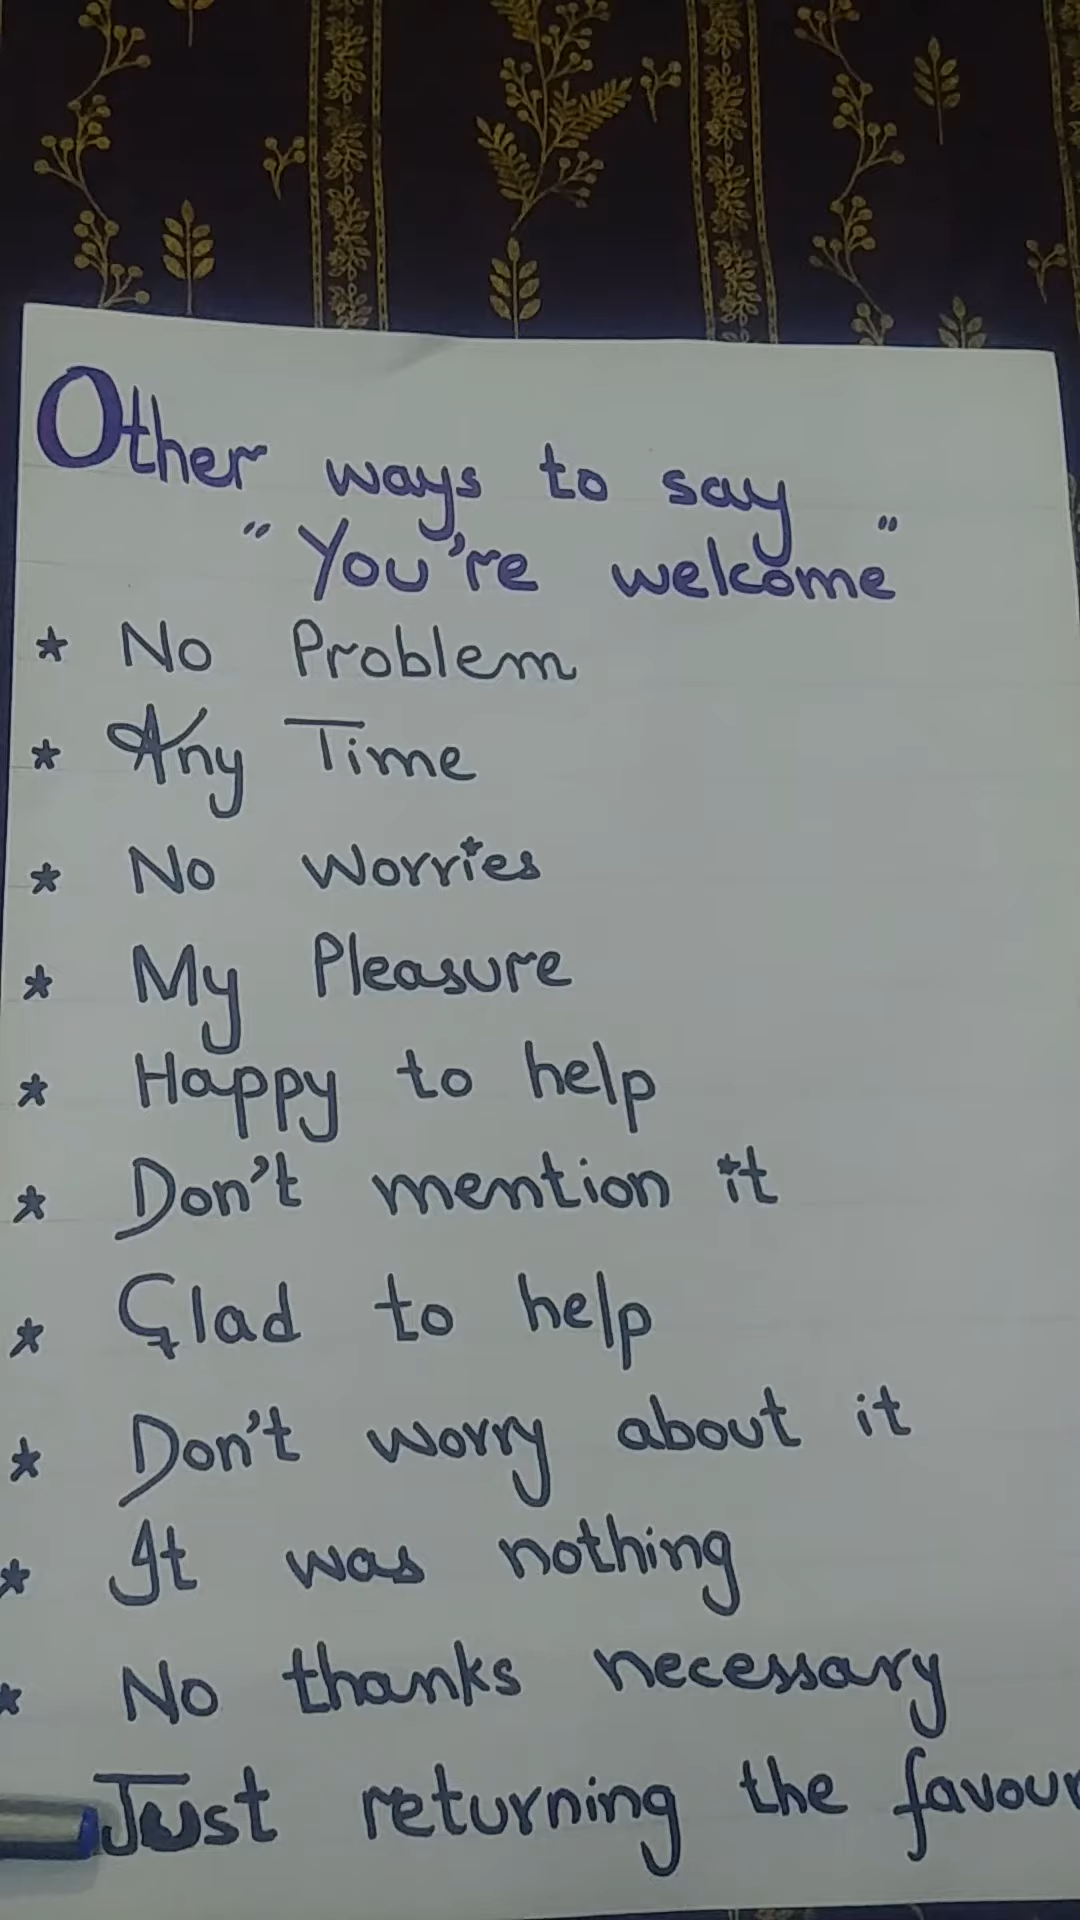 Other ways to say
"You're welcome"
* No Problem
* Any Time
* No Worries
* My Pleasure
* Happy to help
* Don't mention it
* Glad to help
* Don't worry about it
* It was nothing
* No thanks necessary
Just returning the favour